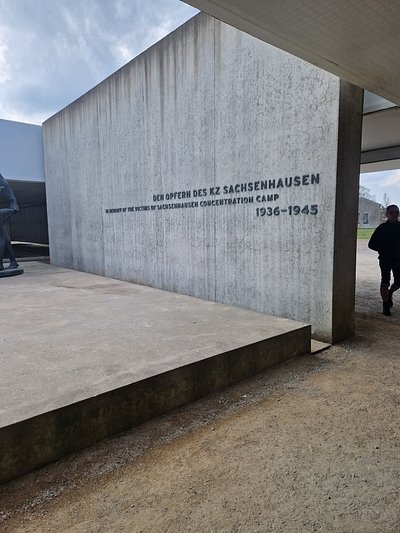 DEN OPFERN DES KZ SACHSENHAUSEN
IN MEMORY OF THE VICTIMS OF SACHSENHAUSEN CONCENTRATION CAMP
1936–1945